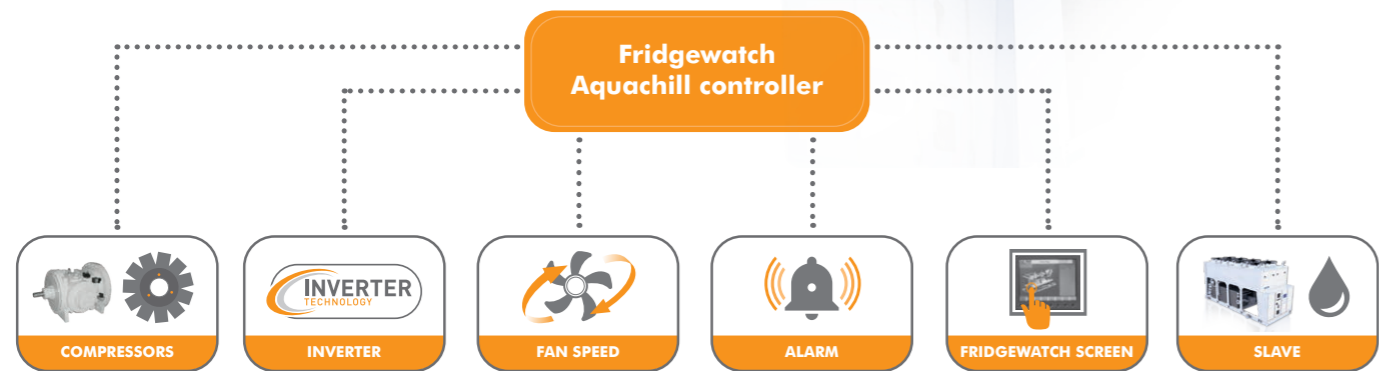 Fridgewatch
Aquachill controller
INVERTER
TECHNOLOGY
COMPRESSORS
INVERTER
FAN SPEED
ALARM
FRIDGEWATCH SCREEN
SLAVE